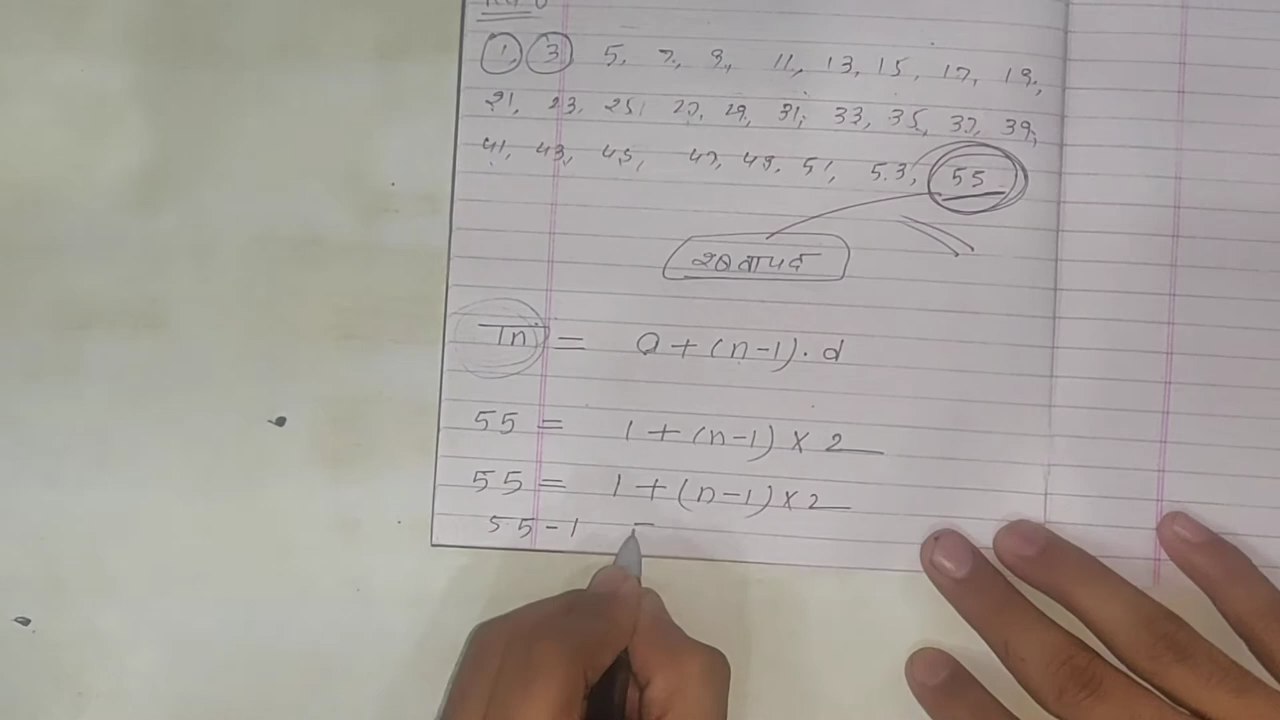 1, 3 5, 7, 9, 11, 13, 15, 17, 19,
21, 23, 25, 27, 29, 31, 33, 35, 37, 39,
41, 43, 45, 47, 49, 51, 53, 55
२८ वा पद
Tn = a + (n-1) . d
55 = 1 + (n-1) × 2
55 = 1 + (n-1) × 2
55 - 1